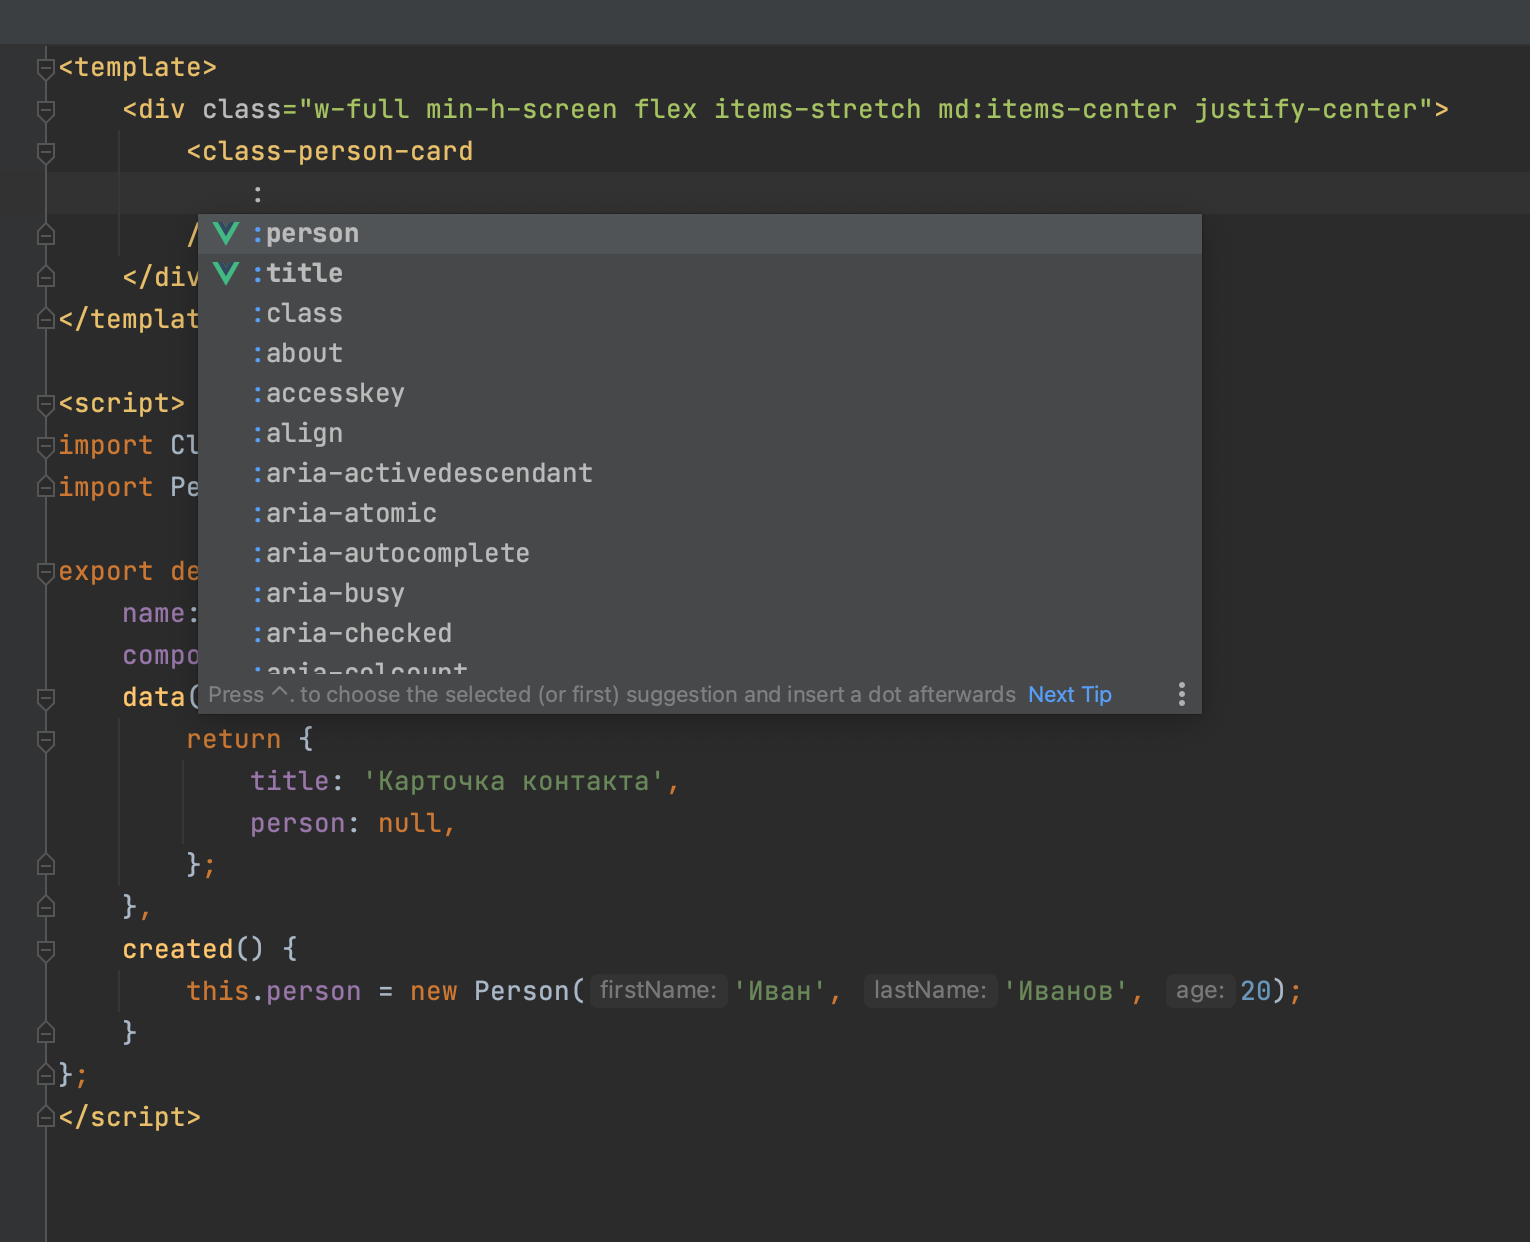 <template>
<div class="w-full min-h-screen flex items-stretch md:items-center justify-center">
<class-person-card
:
/
</div
</templat
:person
:title
:class
:about
:accesskey
:align
:aria-activedescendant
:aria-atomic
:aria-autocomplete
:aria-busy
:aria-checked
:aria-colcount
Press ^. to choose the selected (or first) suggestion and insert a dot afterwards Next Tip
<script>
import Cl
import Pe
export de
name:
compo
data(
return {
title: 'Карточка контакта',
person: null,
};
},
created() {
this.person = new Person( firstName: 'Иван', lastName: 'Иванов', age: 20);
}
};
</script>